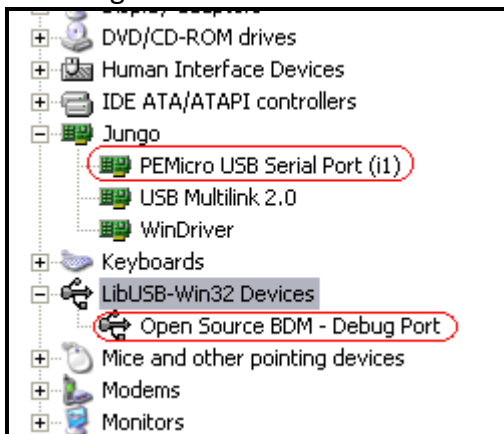 DVD/CD-ROM drives
Human Interface Devices
IDE ATA/ATAPI controllers
Jungo
PEMicro USB Serial Port (i1)
USB Multilink 2.0
WinDriver
Keyboards
LibUSB-Win32 Devices
Open Source BDM - Debug Port
Mice and other pointing devices
Modems
Monitors